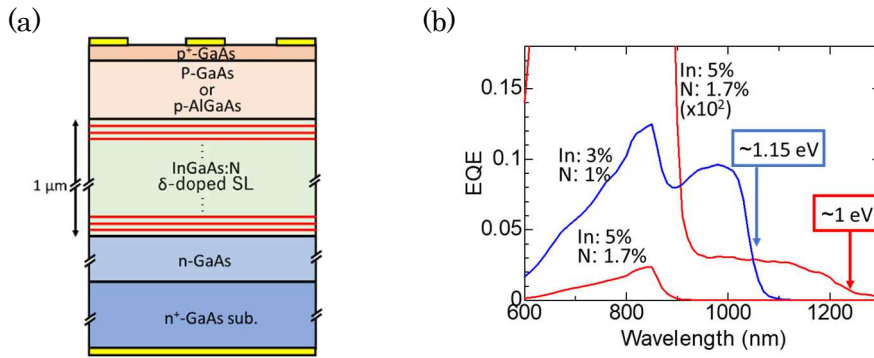 (a)
p+-GaAs
P-GaAs
or
p-AlGaAs
1 μm
InGaAs:N
δ-doped SL
n-GaAs
n+-GaAs sub.
(b)
EQE
0.15
0.1
0.05
0
In: 5%
N: 1.7%
(x10²)
In: 3%
N: 1%
~1.15 eV
~1 eV
In: 5%
N: 1.7%
600
800
1000
1200
Wavelength (nm)